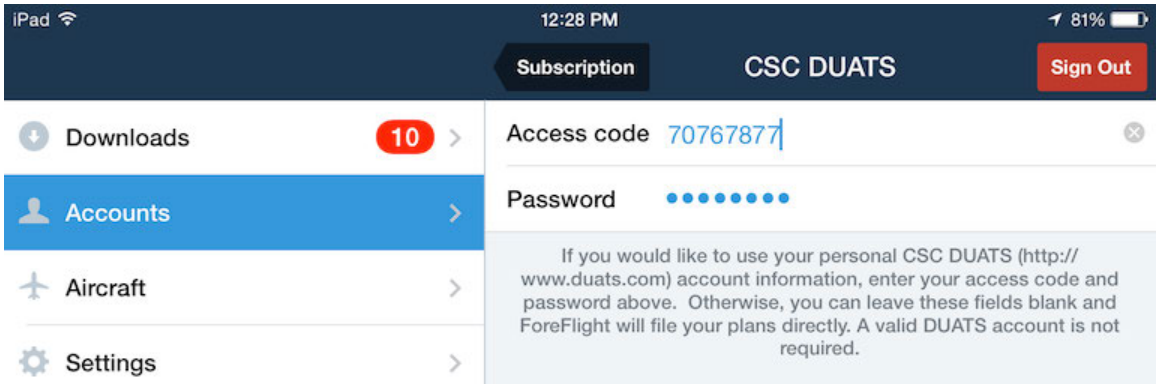 iPad 12:28 PM 81%
Subscription CSC DUATS Sign Out
Downloads 10
Accounts
Aircraft
Settings
Access code 70767877
Password ••••••••
If you would like to use your personal CSC DUATS (http://
www.duats.com) account information, enter your access code and
password above.  Otherwise, you can leave these fields blank and
ForeFlight will file your plans directly. A valid DUATS account is not
required.